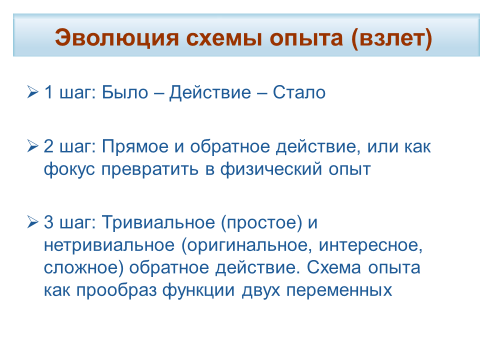 Эволюция схемы опыта (взлет)
1 шаг: Было – Действие – Стало
2 шаг: Прямое и обратное действие, или как
фокус превратить в физический опыт
3 шаг: Тривиальное (простое) и
нетривиальное (оригинальное, интересное,
сложное) обратное действие. Схема опыта
как прообраз функции двух переменных